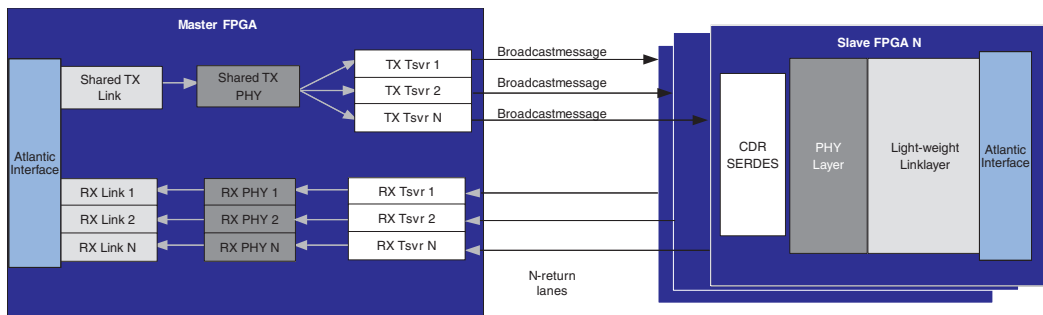 Master FPGA
Slave FPGA N
Atlantic
Interface
Shared TX
Link
Shared TX
PHY
TX Tsvr 1
TX Tsvr 2
TX Tsvr N
Broadcastmessage
Broadcastmessage
Broadcastmessage
RX Link 1
RX Link 2
RX Link N
RX PHY 1
RX PHY 2
RX PHY N
RX Tsvr 1
RX Tsvr 2
RX Tsvr N
N-return
lanes
CDR
SERDES
PHY
Layer
Light-weight
Linklayer
Atlantic
Interface